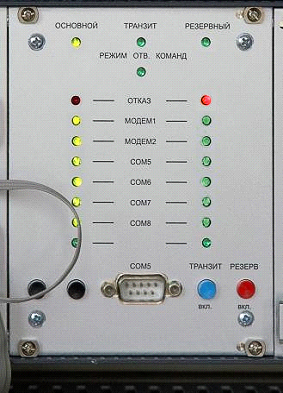 ОСНОВНОЙ ТРАНЗИТ РЕЗЕРВНЫЙ
РЕЖИМ ОТВ. КОМАНД
ОТКАЗ
МОДЕМ1
МОДЕМ2
COM5
COM6
COM7
COM8
COM5 ТРАНЗИТ РЕЗЕРВ
ВКЛ. ВКЛ.